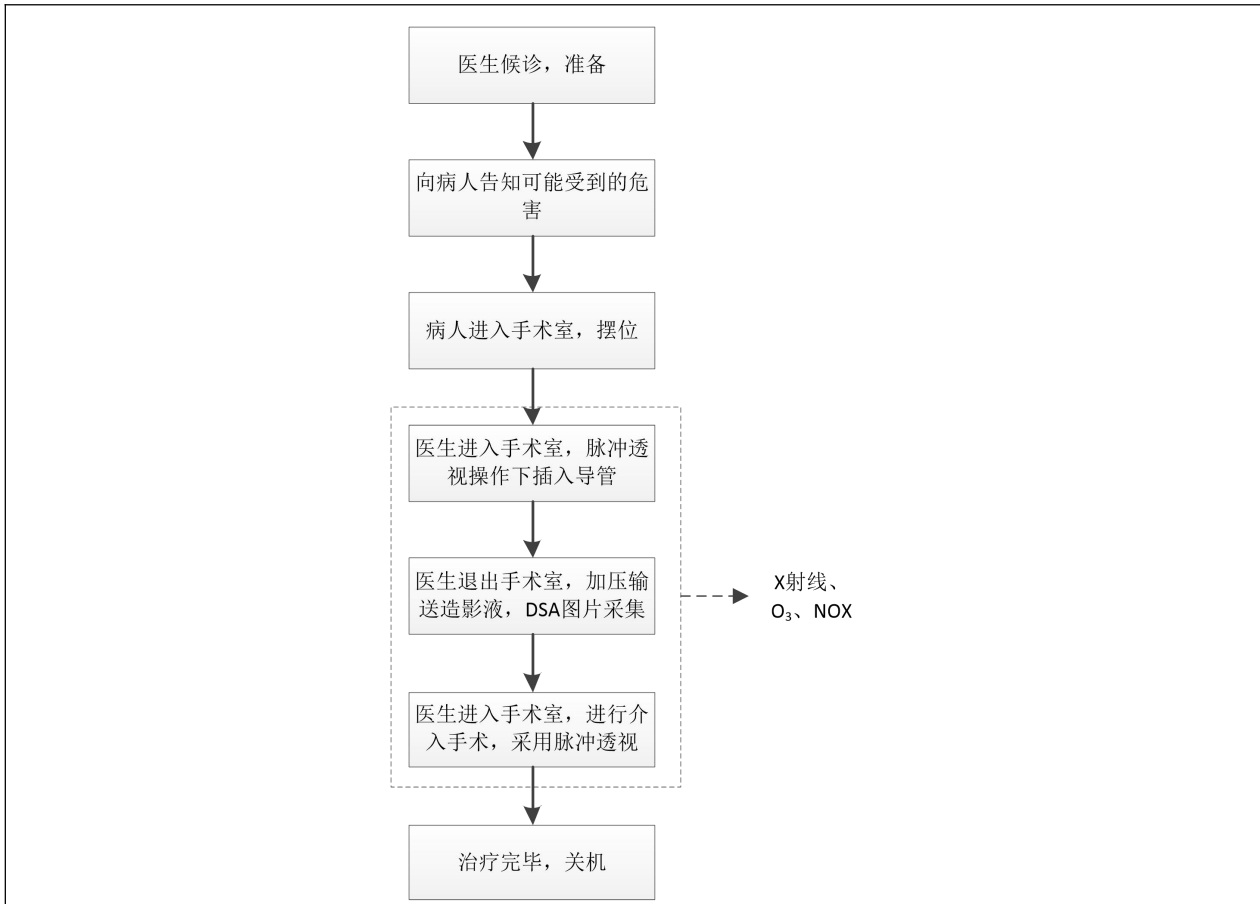 医生候诊，准备
向病人告知可能受到的危
害
病人进入手术室，摆位
医生进入手术室，脉冲透
视操作下插入导管
医生退出手术室，加压输
送造影液，DSA图片采集
X射线、
O₃、NOX
医生进入手术室，进行介
入手术，采用脉冲透视
治疗完毕，关机